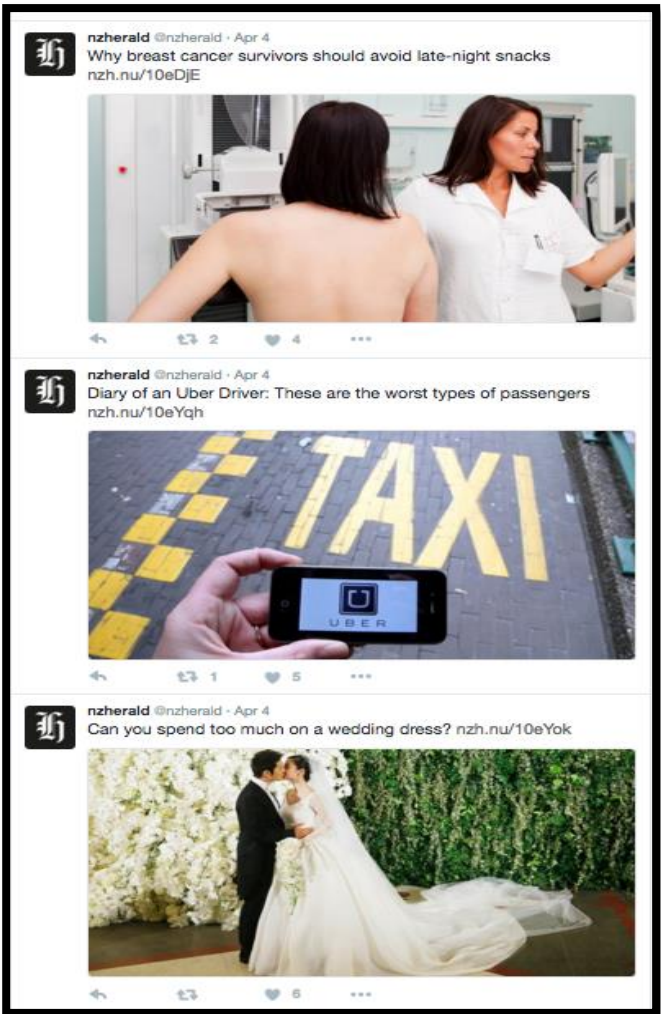 nzherald @nzherald · Apr 4
Why breast cancer survivors should avoid late-night snacks
nzh.nu/10eDjE
2 4
nzherald @nzherald · Apr 4
Diary of an Uber Driver: These are the worst types of passengers
nzh.nu/10eYqh
TAXI
UBER
1 5
nzherald @nzherald · Apr 4
Can you spend too much on a wedding dress? nzh.nu/10eYok
6